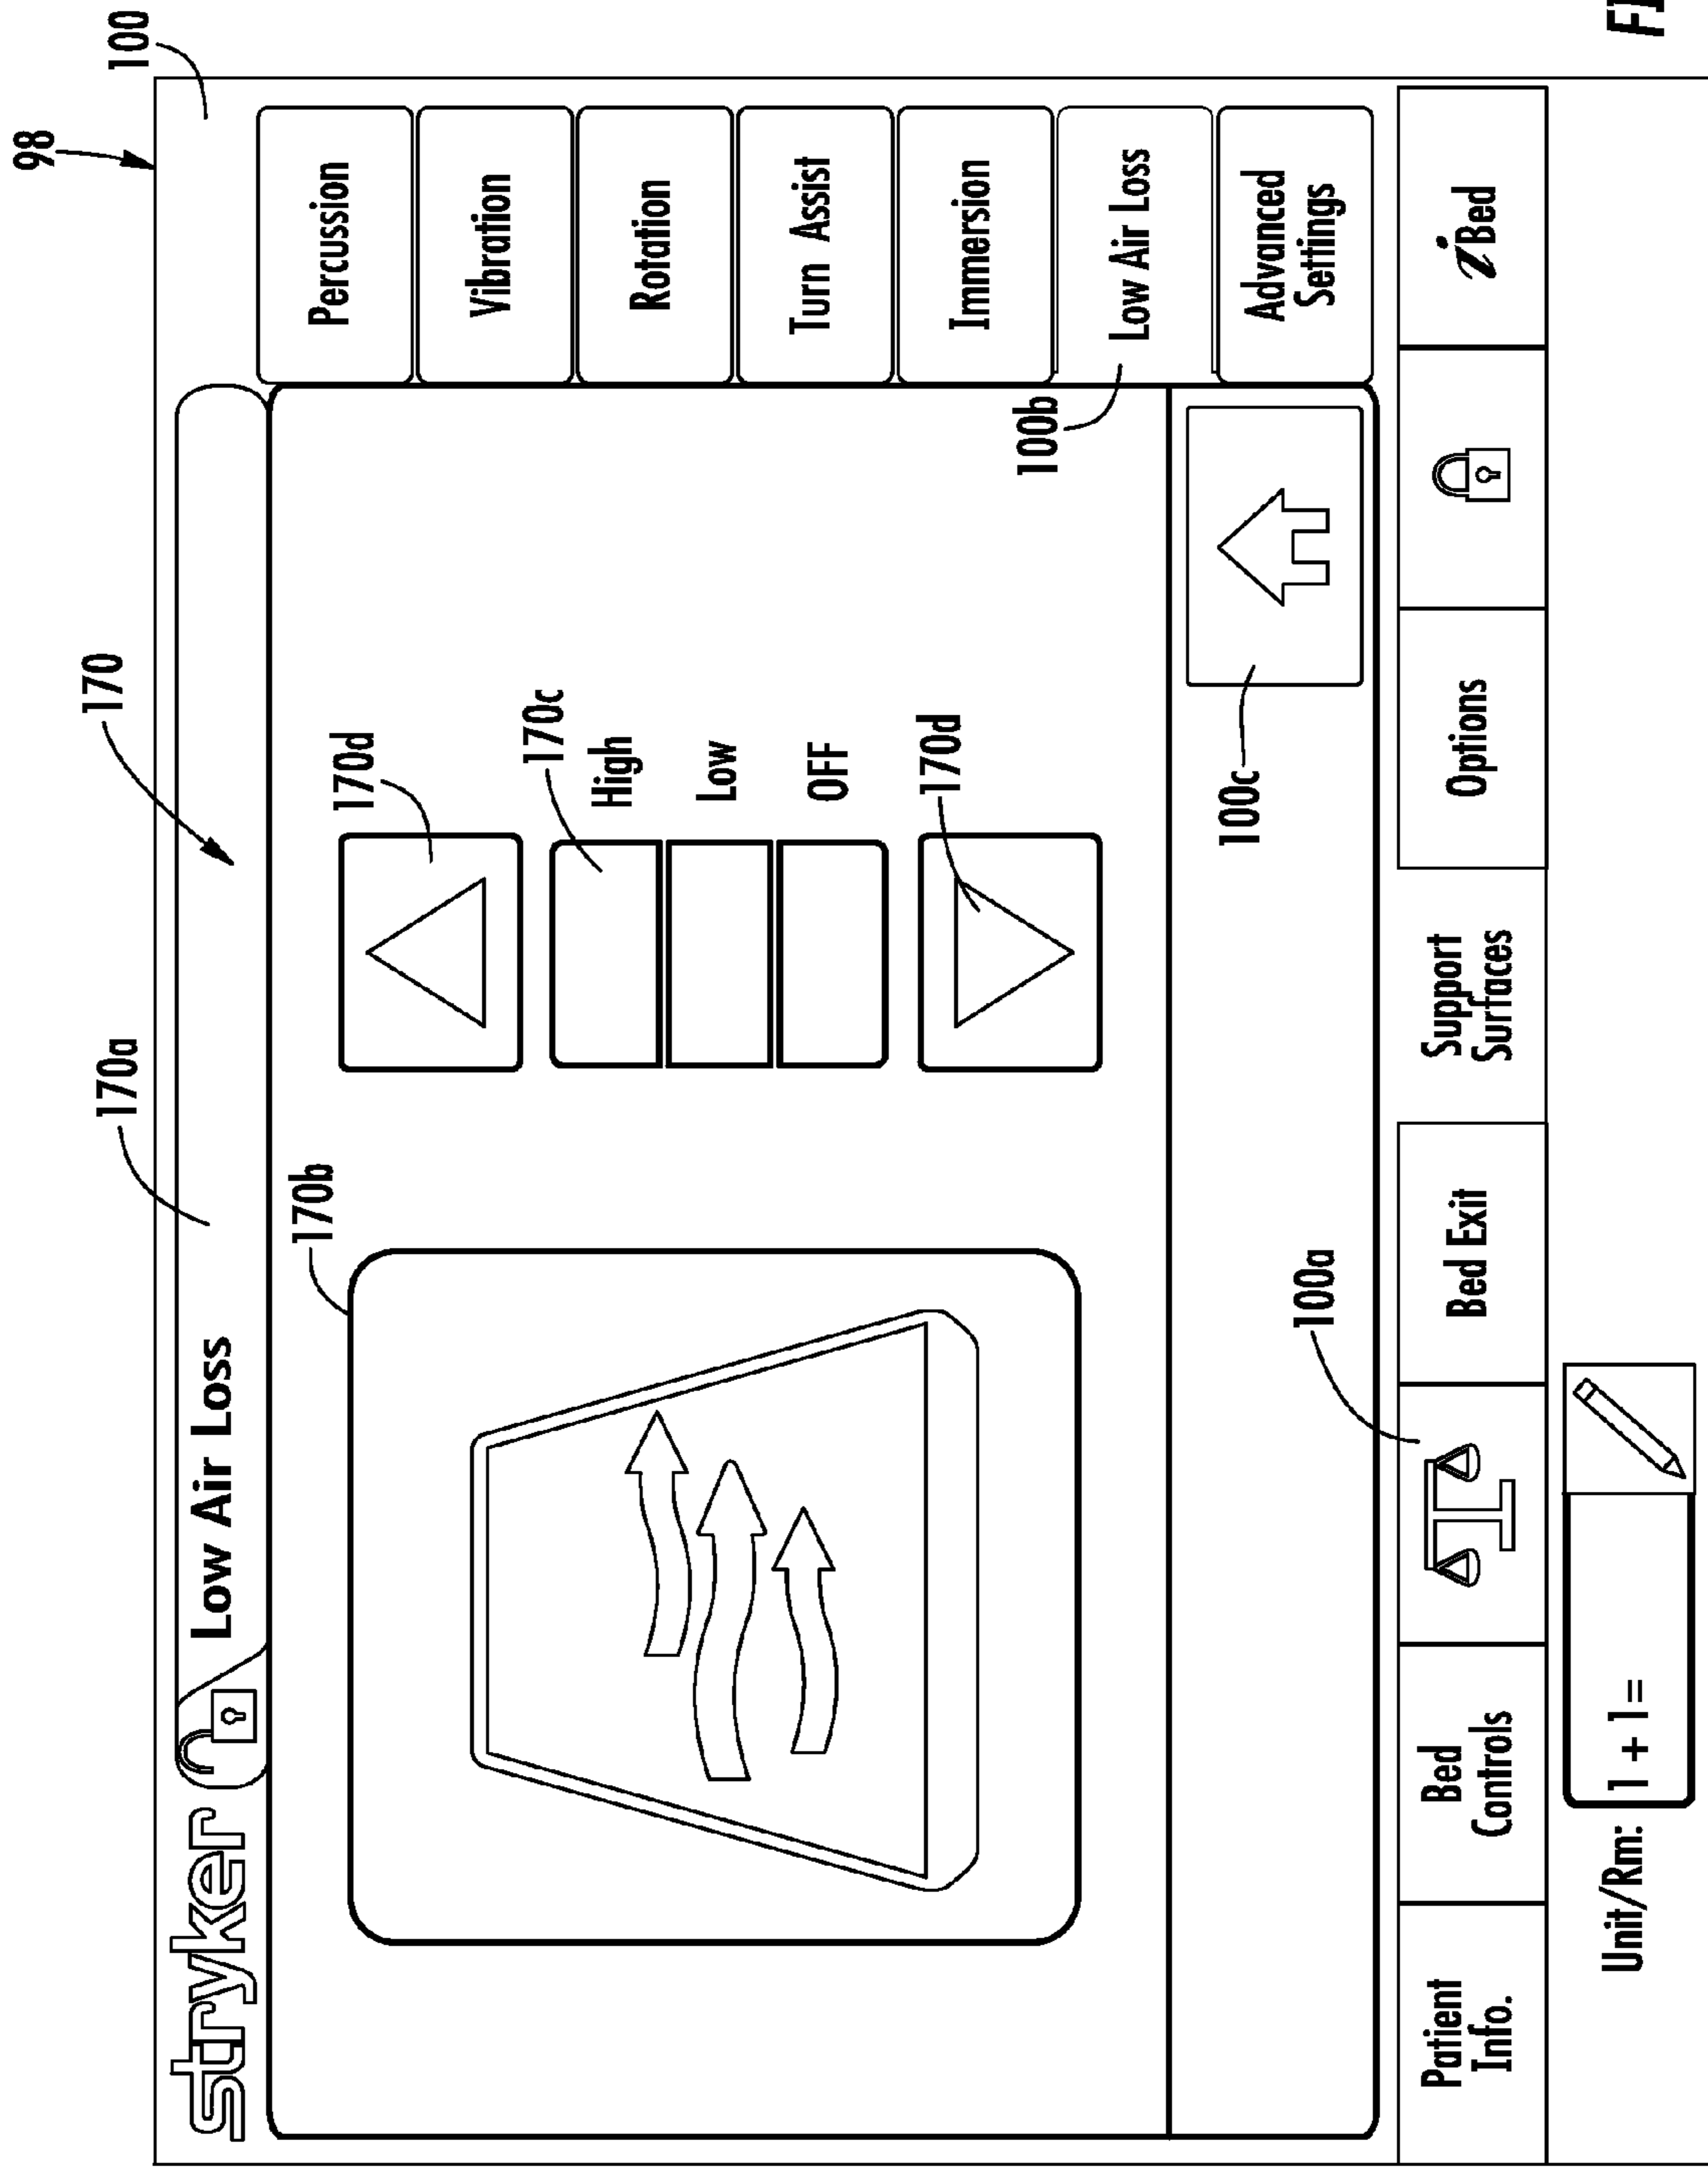 98
100
170
170a
stryker
Low Air Loss
170b
170d
170c
High
Low
OFF
170d
Percussion
Vibration
Rotation
Turn Assist
Immersion
Low Air Loss
Advanced
Settings
100b
100c
100a
Patient
Info.
Bed
Controls
Bed Exit
Support
Surfaces
Options
iBed
Unit/Rm:
1+1=